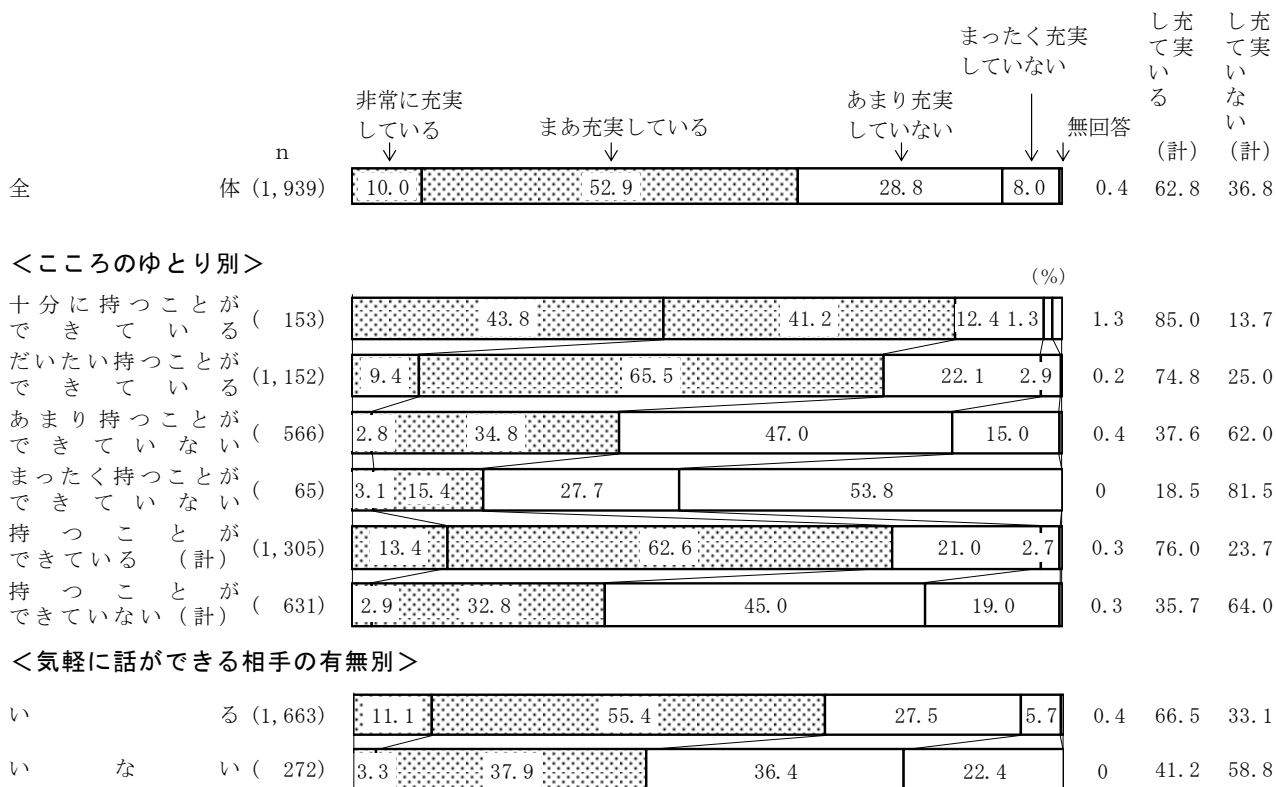 まったく充実
していない
充実
している
(計)
充実
していない
(計)
非常に充実
している
まあ充実している
あまり充実
していない
無回答
n
全体 (1,939) 10.0 52.9 28.8 8.0 0.4 62.8 36.8
＜こころのゆとり別＞
(%)
十分に持つことが
できている ( 153) 43.8 41.2 12.4 1.3 1.3 85.0 13.7
だいたい持つことが
できている (1,152) 9.4 65.5 22.1 2.9 0.2 74.8 25.0
あまり持つことが
できていない ( 566) 2.8 34.8 47.0 15.0 0.4 37.6 62.0
まったく持つことが
できていない ( 65) 3.1 15.4 27.7 53.8 0 18.5 81.5
持つことが
できている (計) (1,305) 13.4 62.6 21.0 2.7 0.3 76.0 23.7
持つことが
できていない (計) ( 631) 2.9 32.8 45.0 19.0 0.3 35.7 64.0
＜気軽に話ができる相手の有無別＞
いる (1,663) 11.1 55.4 27.5 5.7 0.4 66.5 33.1
いない ( 272) 3.3 37.9 36.4 22.4 0 41.2 58.8